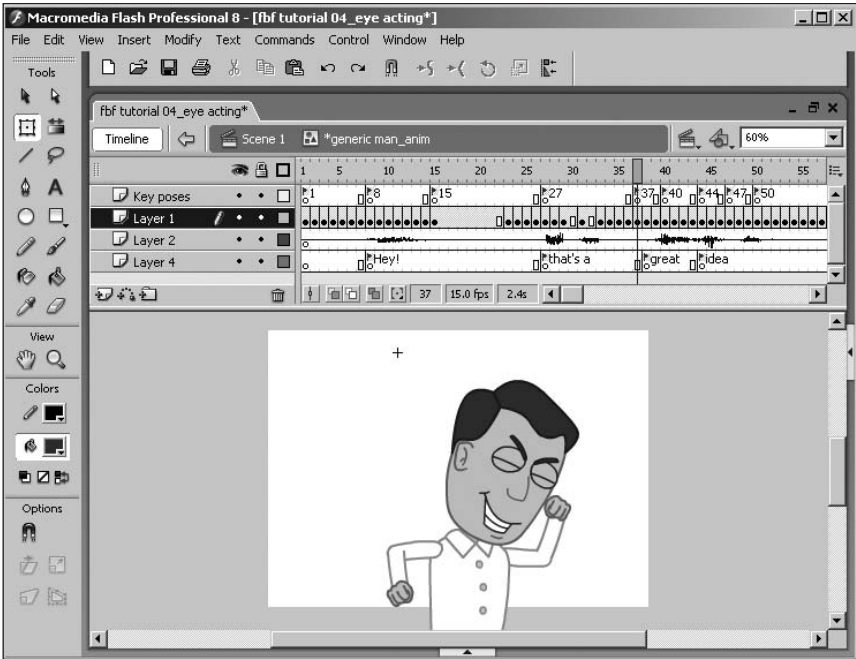 Macromedia Flash Professional 8 - [fbf tutorial 04_eye acting*]
File Edit View Insert Modify Text Commands Control Window Help
Tools
fbf tutorial 04_eye acting*
Timeline Scene 1 *generic man_anim 60%
1 5 10 15 20 25 30 35 40 45 50 55
Key poses 1 8 15 27 37 40 44 47 50
Layer 1
Layer 2
Layer 4 Hey! that's a great idea
37 15.0 fps 2.4s
View
Colors
Options